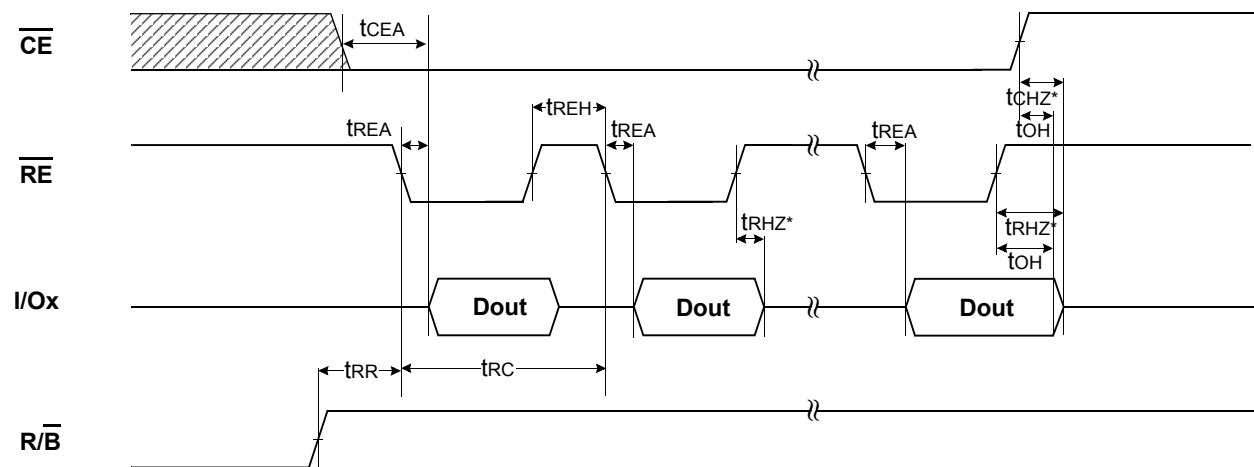 CE
tCEA
tCHZ*
tREH
tREA
tREA
tREA
tOH
RE
tRHZ*
tRHZ*
tOH
I/Ox
Dout
Dout
Dout
tRR
tRC
R/B